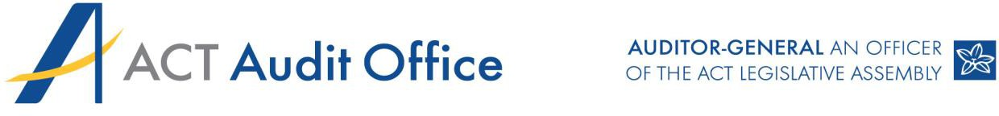 ACT Audit Office
AUDITOR-GENERAL AN OFFICER
OF THE ACT LEGISLATIVE ASSEMBLY